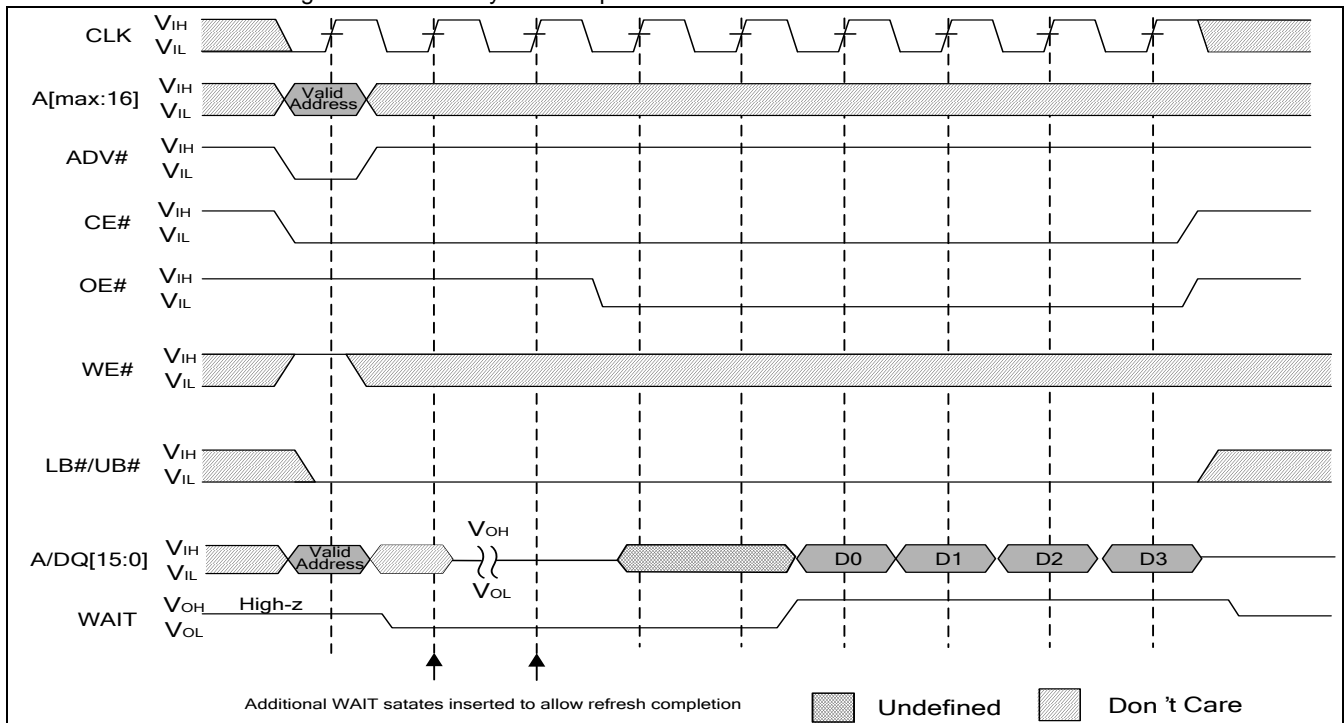 CLK VIH
VIL
A[max:16] VIH
VIL
Valid
Address
ADV# VIH
VIL
CE# VIH
VIL
OE# VIH
VIL
WE# VIH
VIL
LB#/UB# VIH
VIL
A/DQ[15:0] VIH
VIL
Valid
Address
VOH
VOL
D0 D1 D2 D3
WAIT VOH High-z
VOL
Additional WAIT satates inserted to allow refresh completion Undefined Don 't Care